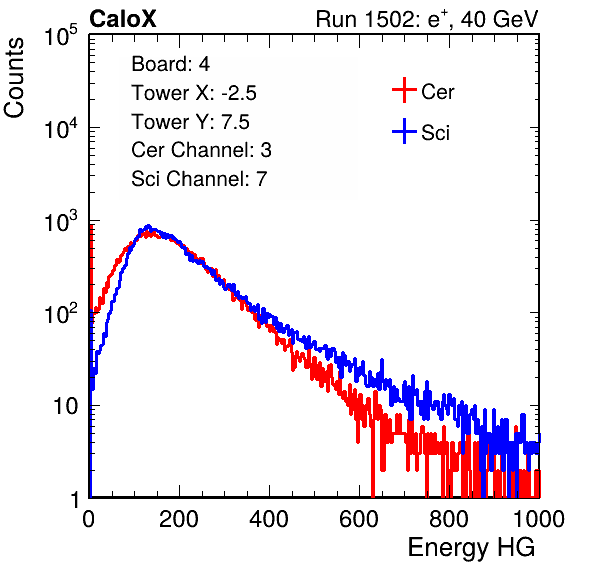 CaloX Run 1502: e⁺, 40 GeV
Counts
Board: 4
Tower X: -2.5
Tower Y: 7.5
Cer Channel: 3
Sci Channel: 7
Cer
Sci
10⁵
10⁴
10³
10²
10
1
0 200 400 600 800 1000
Energy HG